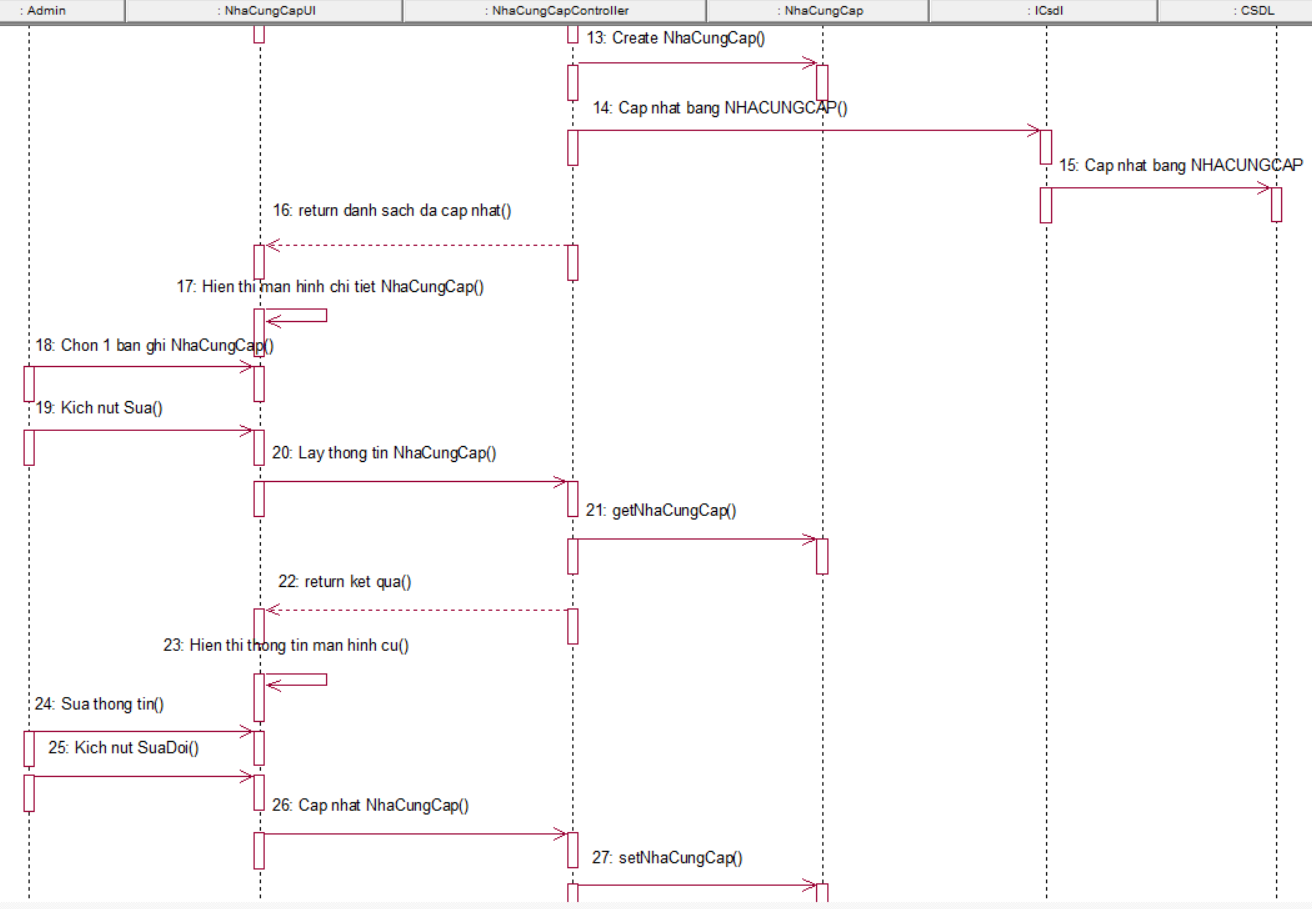 : Admin
: NhaCungCapUI
: NhaCungCapController
: NhaCungCap
: ICsdl
: CSDL
13: Create NhaCungCap()
14: Cap nhat bang NHACUNGCAP()
15: Cap nhat bang NHACUNGCAP
16: return danh sach da cap nhat()
17: Hien thi man hinh chi tiet NhaCungCap()
18: Chon 1 ban ghi NhaCungCap()
19: Kich nut Sua()
20: Lay thong tin NhaCungCap()
21: getNhaCungCap()
22: return ket qua()
23: Hien thi thong tin man hinh cu()
24: Sua thong tin()
25: Kich nut SuaDoi()
26: Cap nhat NhaCungCap()
27: setNhaCungCap()